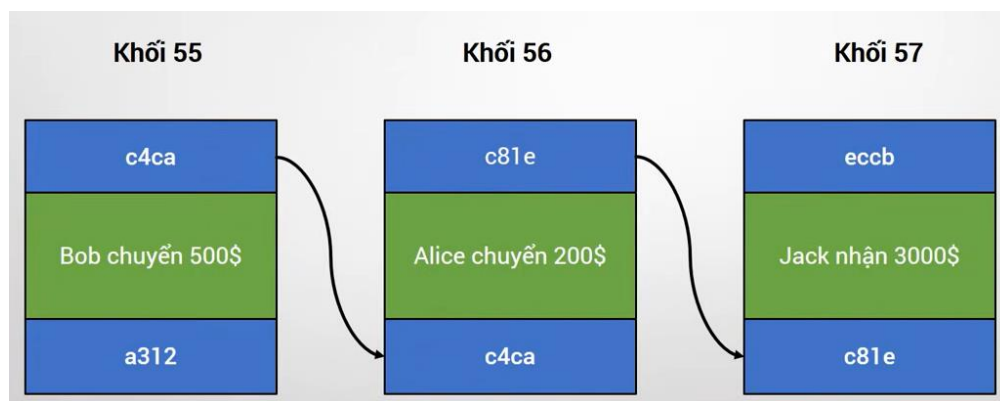 Khối 55
Khối 56
Khối 57
c4ca
c81e
eccb
Bob chuyển 500$
Alice chuyển 200$
Jack nhận 3000$
a312
c4ca
c81e